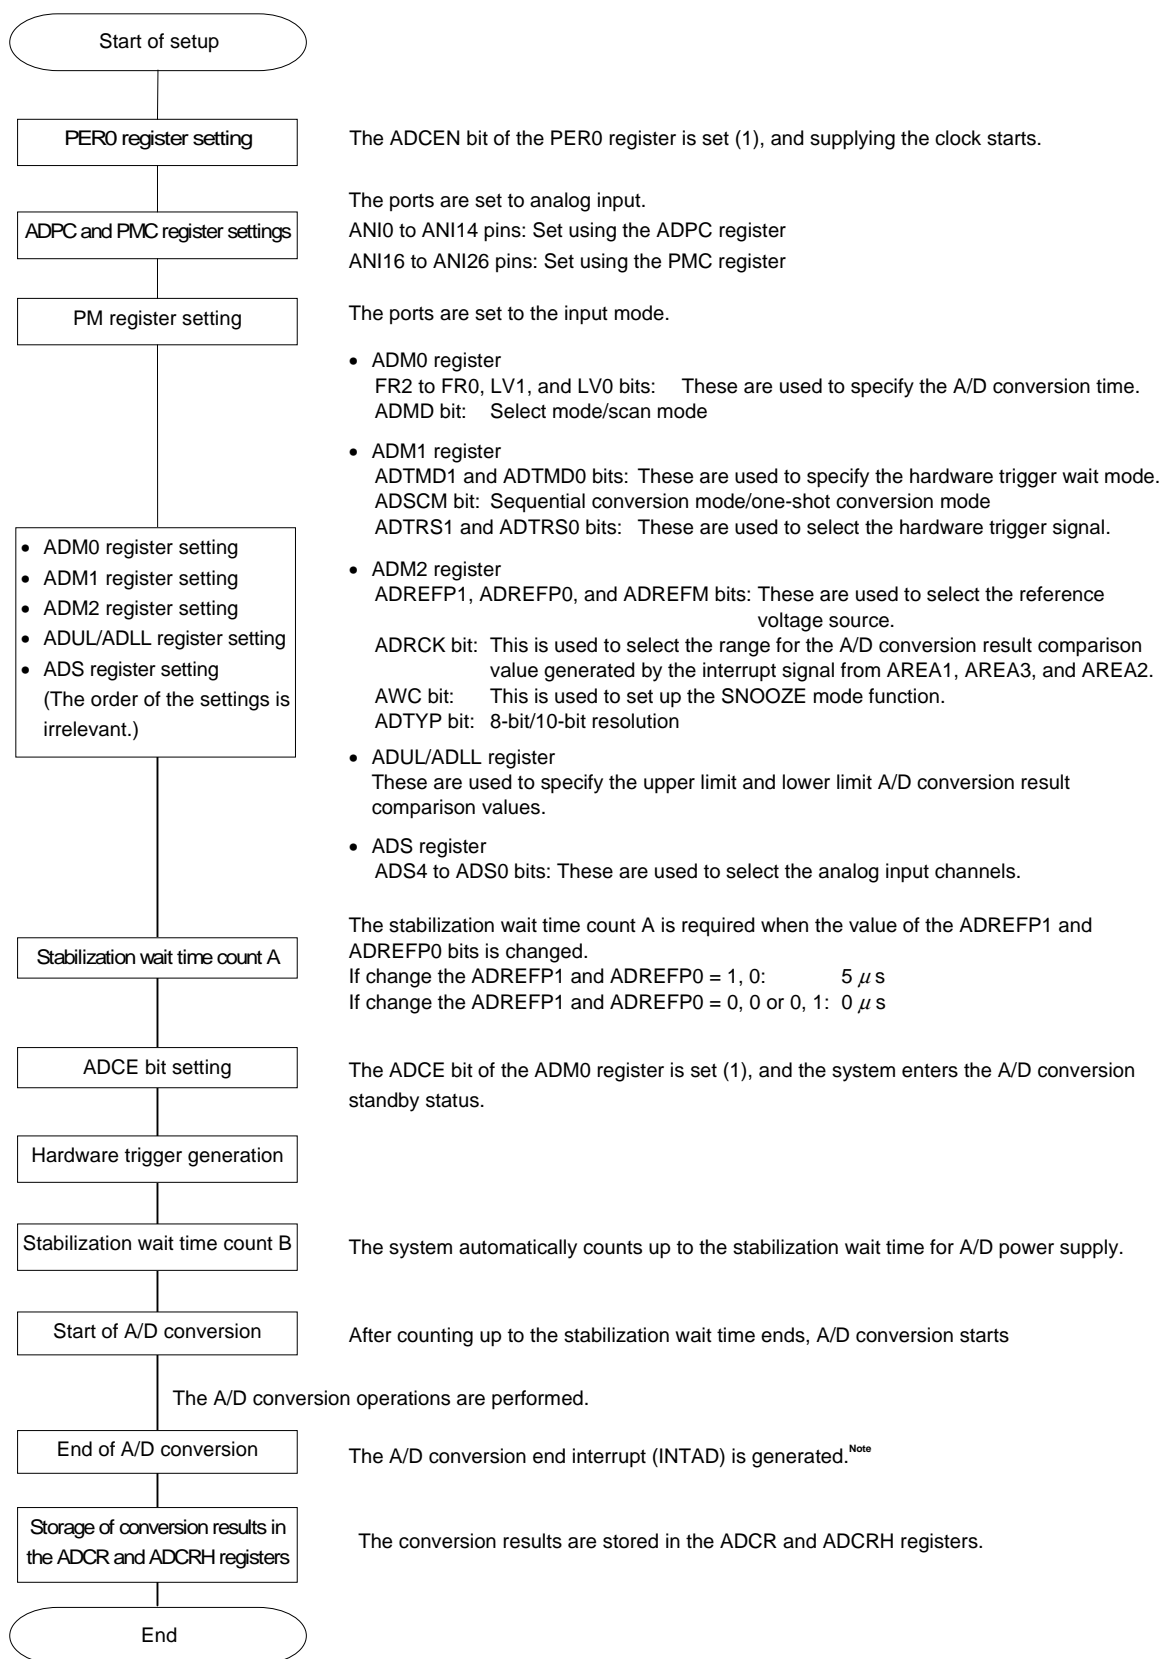 Start of setup
PER0 register setting
The ADCEN bit of the PER0 register is set (1), and supplying the clock starts.
ADPC and PMC register settings
The ports are set to analog input.
ANI0 to ANI14 pins: Set using the ADPC register
ANI16 to ANI26 pins: Set using the PMC register
PM register setting
The ports are set to the input mode.
• ADM0 register setting
• ADM1 register setting
• ADM2 register setting
• ADUL/ADLL register setting
• ADS register setting
(The order of the settings is
irrelevant.)
• ADM0 register
FR2 to FR0, LV1, and LV0 bits: These are used to specify the A/D conversion time.
ADMD bit: Select mode/scan mode
• ADM1 register
ADTMD1 and ADTMD0 bits: These are used to specify the hardware trigger wait mode.
ADSCM bit: Sequential conversion mode/one-shot conversion mode
ADTRS1 and ADTRS0 bits: These are used to select the hardware trigger signal.
• ADM2 register
ADREFP1, ADREFP0, and ADREFM bits: These are used to select the reference
voltage source.
ADRCK bit: This is used to select the range for the A/D conversion result comparison
value generated by the interrupt signal from AREA1, AREA3, and AREA2.
AWC bit: This is used to set up the SNOOZE mode function.
ADTYP bit: 8-bit/10-bit resolution
• ADUL/ADLL register
These are used to specify the upper limit and lower limit A/D conversion result
comparison values.
• ADS register
ADS4 to ADS0 bits: These are used to select the analog input channels.
Stabilization wait time count A
The stabilization wait time count A is required when the value of the ADREFP1 and
ADREFP0 bits is changed.
If change the ADREFP1 and ADREFP0 = 1, 0: 5 μ s
If change the ADREFP1 and ADREFP0 = 0, 0 or 0, 1: 0 μ s
ADCE bit setting
The ADCE bit of the ADM0 register is set (1), and the system enters the A/D conversion
standby status.
Hardware trigger generation
Stabilization wait time count B
The system automatically counts up to the stabilization wait time for A/D power supply.
Start of A/D conversion
After counting up to the stabilization wait time ends, A/D conversion starts
The A/D conversion operations are performed.
End of A/D conversion
The A/D conversion end interrupt (INTAD) is generated.Note
Storage of conversion results in
the ADCR and ADCRH registers
The conversion results are stored in the ADCR and ADCRH registers.
End